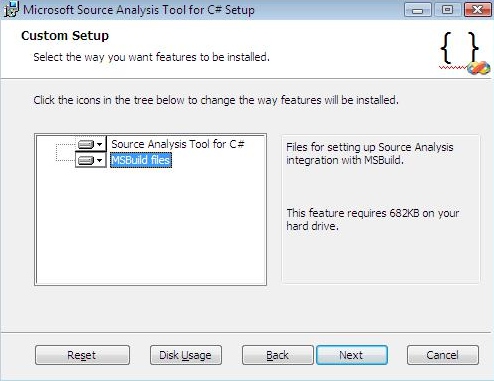 Microsoft Source Analysis Tool for C# Setup
Custom Setup
Select the way you want features to be installed.
{ }
Click the icons in the tree below to change the way features will be installed.
Source Analysis Tool for C#
MSBuild files
Files for setting up Source Analysis
integration with MSBuild.
This feature requires 682KB on your
hard drive.
Reset
Disk Usage
Back
Next
Cancel